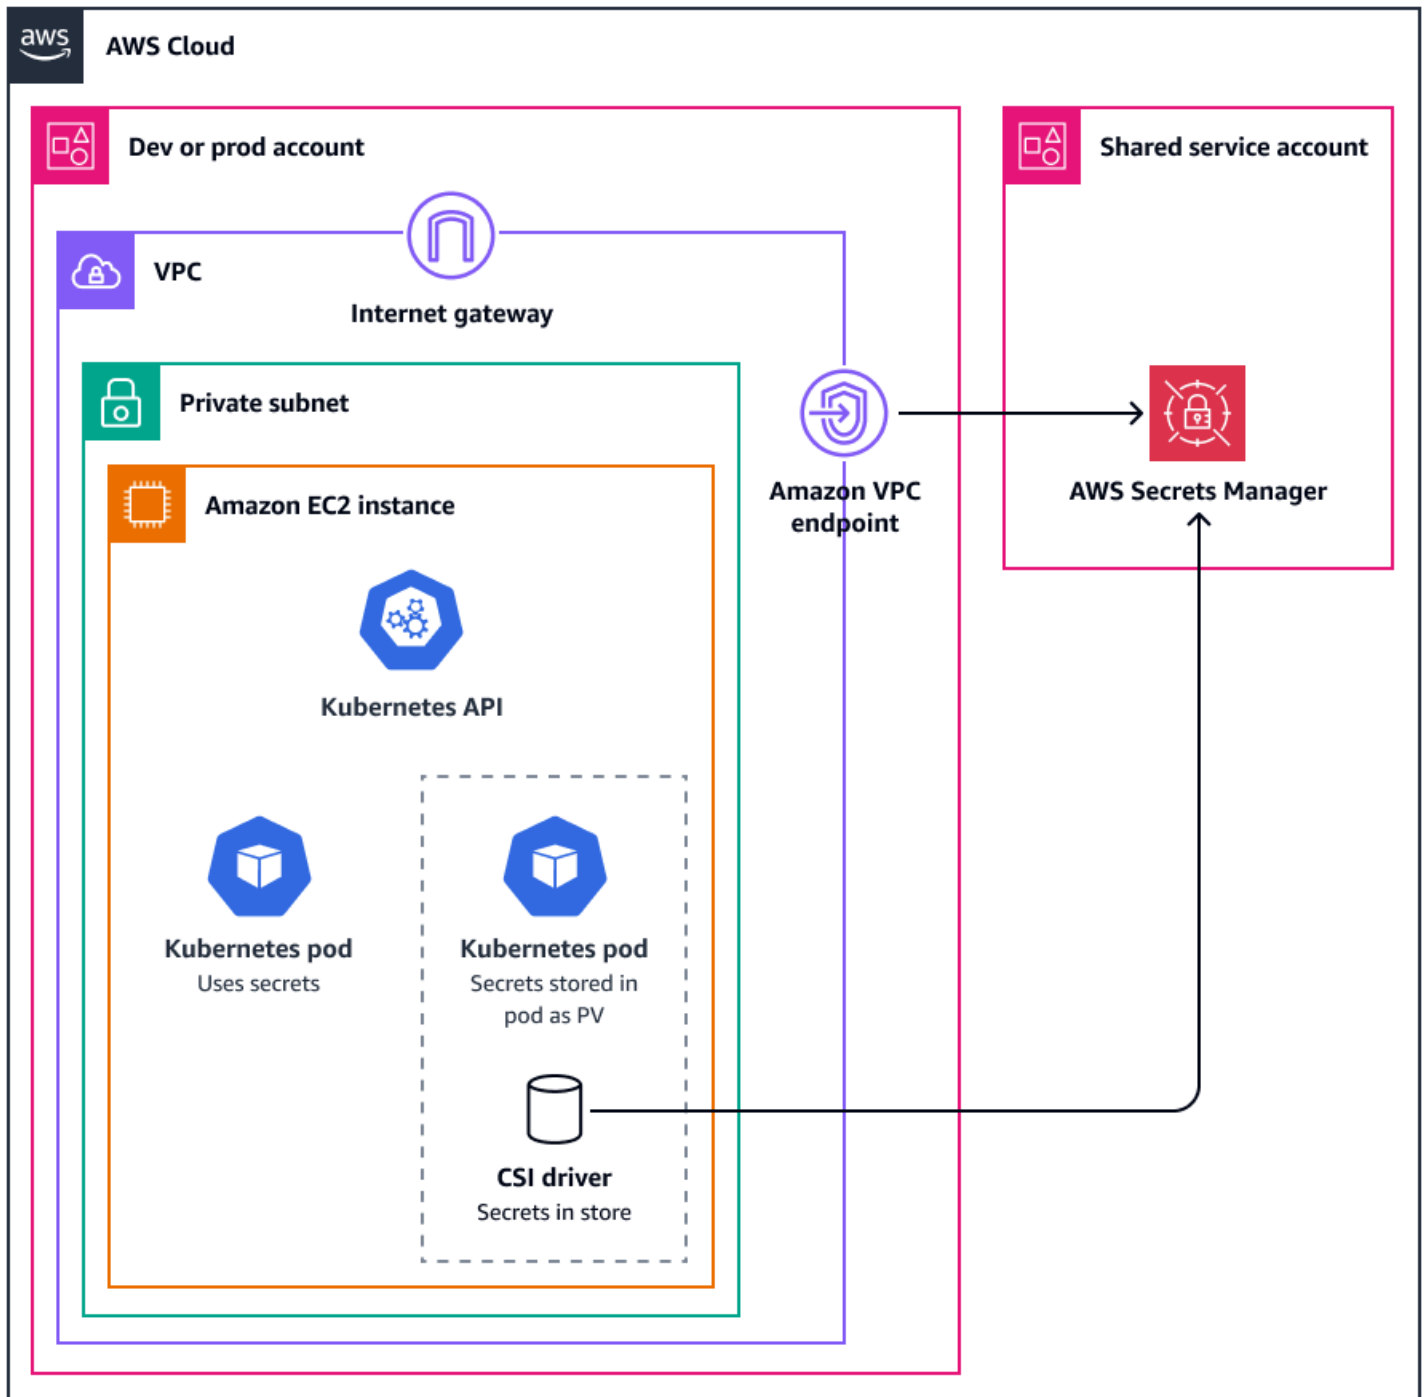 aws
AWS Cloud
Dev or prod account
Shared service account
VPC
Internet gateway
Private subnet
Amazon EC2 instance
Amazon VPC
endpoint
AWS Secrets Manager
Kubernetes API
Kubernetes pod
Uses secrets
Kubernetes pod
Secrets stored in
pod as PV
CSI driver
Secrets in store